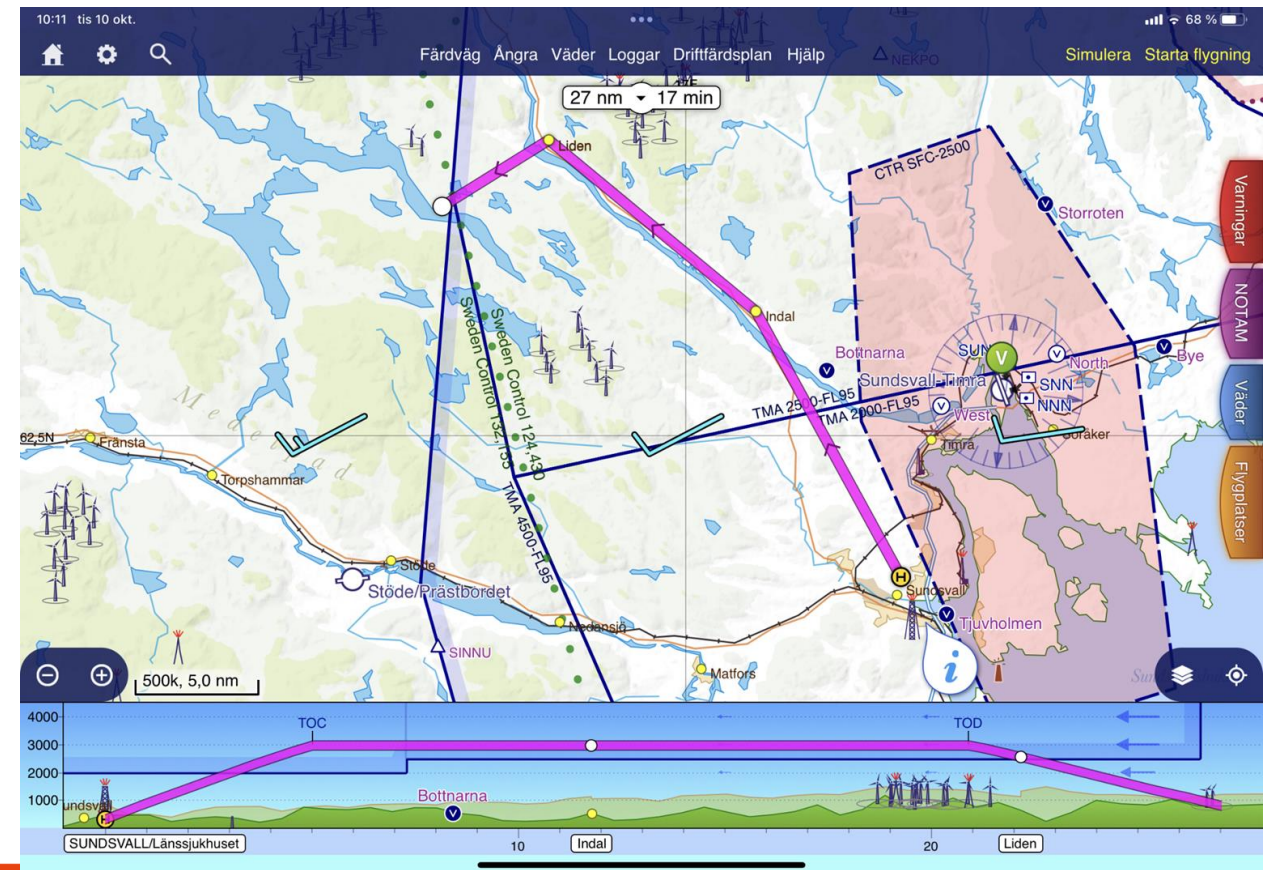 10:11 tis 10 okt.
68 %
Färdväg Ångra Väder Loggar Driftfärdsplan Hjälp
Simulera Starta flygning
NEKPO
27 nm 17 min
Liden
CTR SFC-2500
Storroten
Varningar
NOTAM
Väder
Flygplatser
Indal
Sweden Control 132,155
Sweden Control 124,430
Bottnarna
SUN
V
North
Bye
Sundsvall-Timrå
SNN
NNN
West
TMA 2500-FL95
TMA 2000-FL95
Timrå
Söråker
62,5N
Medelpad
Fränsta
Torpshammar
TMA 4500-FL95
Stöde
Stöde/Prästbordet
H
Sundsvall
Tjuvholmen
Nedansjö
SINNU
Matfors
i
500k, 5,0 nm
4000
3000
2000
1000
TOC
TOD
undsvall
H
Bottnarna
V
SUNDSVALL/Länssjukhuset
10
Indal
20
Liden